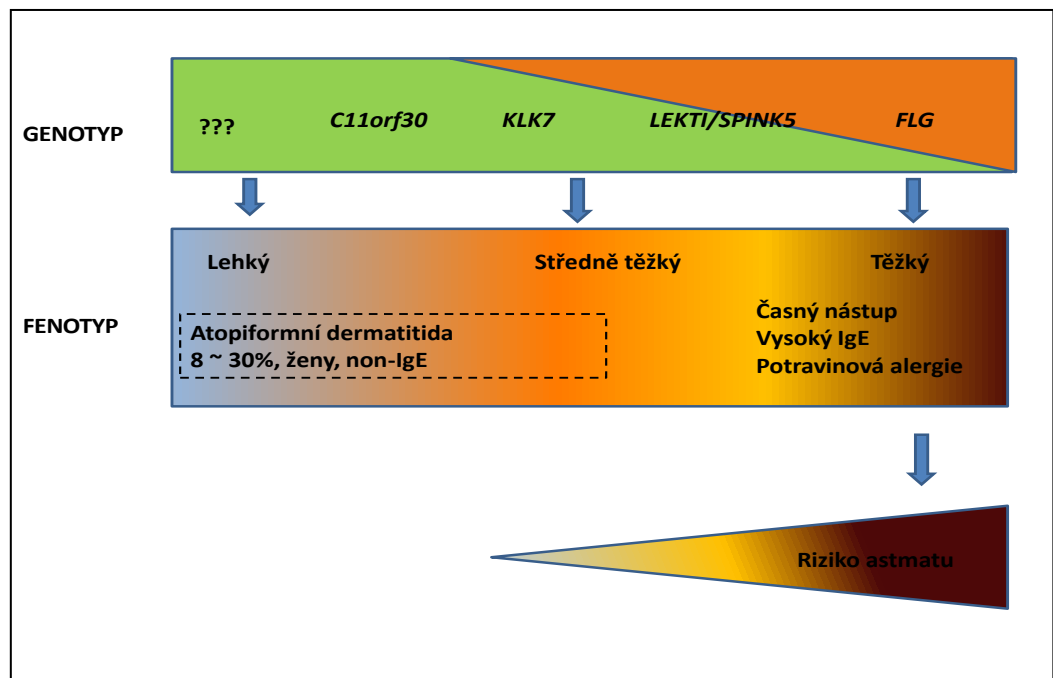 GENOTYP
???
C11orf30
KLK7
LEKTI/SPINK5
FLG
FENOTYP
Lehký
Středně těžký
Těžký
Atopiformní dermatitida
8 ~ 30%, ženy, non-IgE
Časný nástup
Vysoký IgE
Potravinová alergie
Riziko astmatu